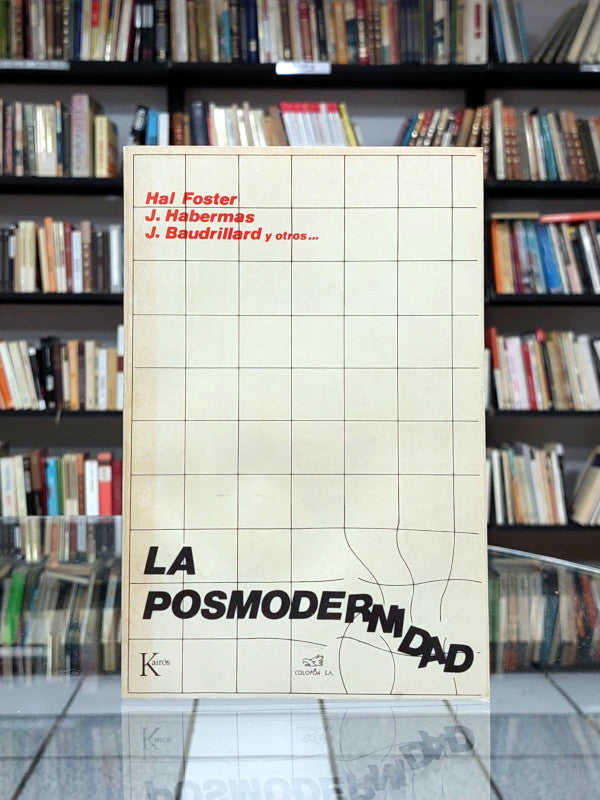 Hal Foster
J. Habermas
J. Baudrillard y otros...
LA
POSMODERNIDAD
Kairós
COLOFÓN S.A.